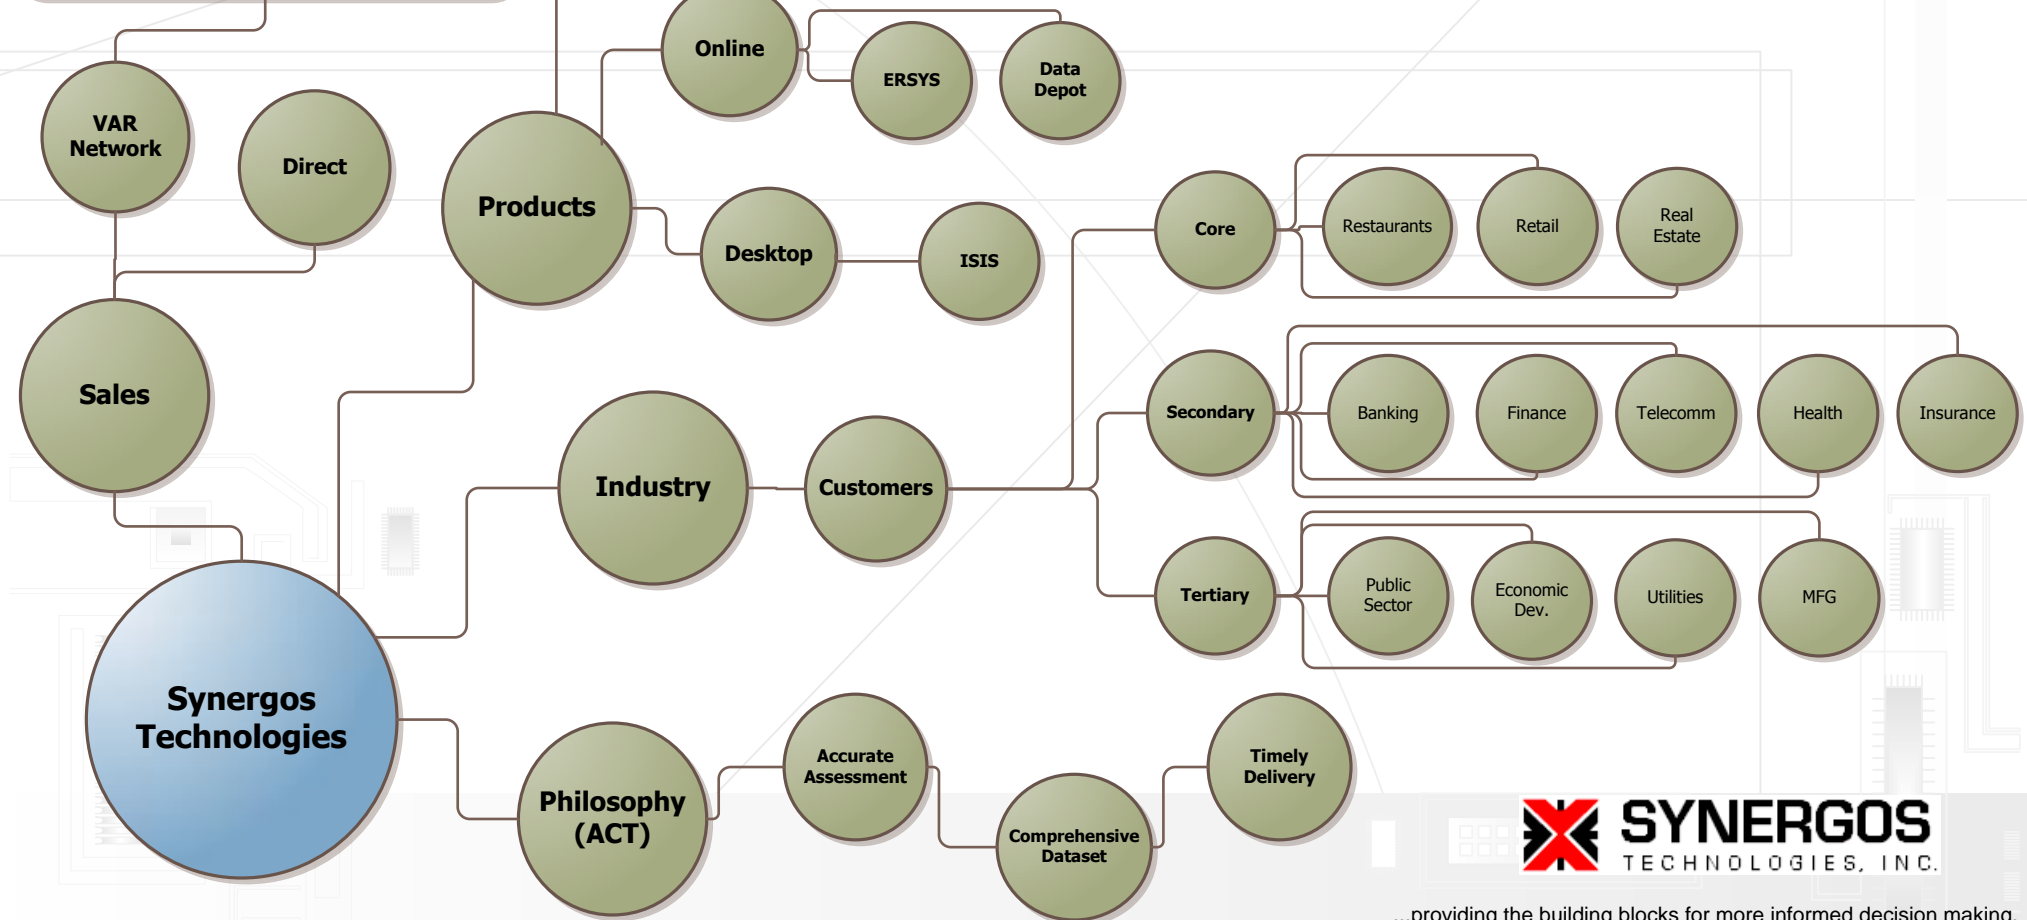 Online
ERSYS
Data
Depot
VAR
Network
Direct
Products
Desktop
ISIS
Core
Restaurants
Retail
Real
Estate
Sales
Industry
Customers
Secondary
Banking
Finance
Telecomm
Health
Insurance
Tertiary
Public
Sector
Economic
Dev.
Utilities
MFG
Synergos
Technologies
Philosophy
(ACT)
Accurate
Assessment
Comprehensive
Dataset
Timely
Delivery
SYNERGOS
TECHNOLOGIES, INC.
...providing the building blocks for more informed decision making.